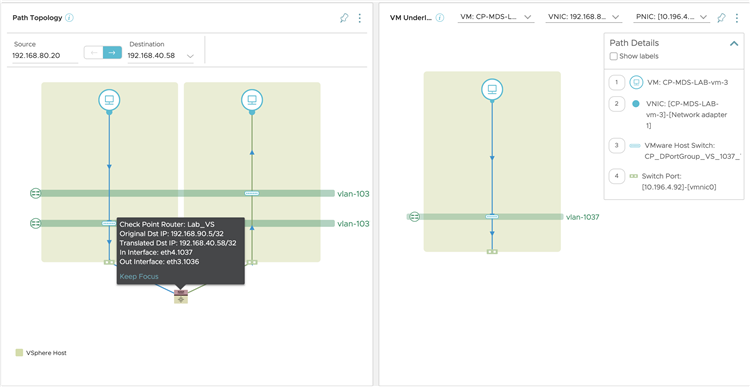 Path Topology
Source
192.168.80.20
Destination
192.168.40.58
vlan-103
vlan-103
Check Point Router: Lab_VS
Original Dst IP: 192.168.90.5/32
Translated Dst IP: 192.168.40.58/32
In Interface: eth4.1037
Out Interface: eth3.1036
Keep Focus
VSphere Host
VM Underl...
VM: CP-MDS-L...
VNIC: 192.168.8...
PNIC: [10.196.4...
Path Details
Show labels
1
VM: CP-MDS-LAB-vm-3
2
VNIC: [CP-MDS-LAB-
vm-3]-[Network adapter
1]
3
VMware Host Switch:
CP_DPortGroup_VS_1037_
4
Switch Port:
[10.196.4.92]-[vmnic0]
vlan-1037